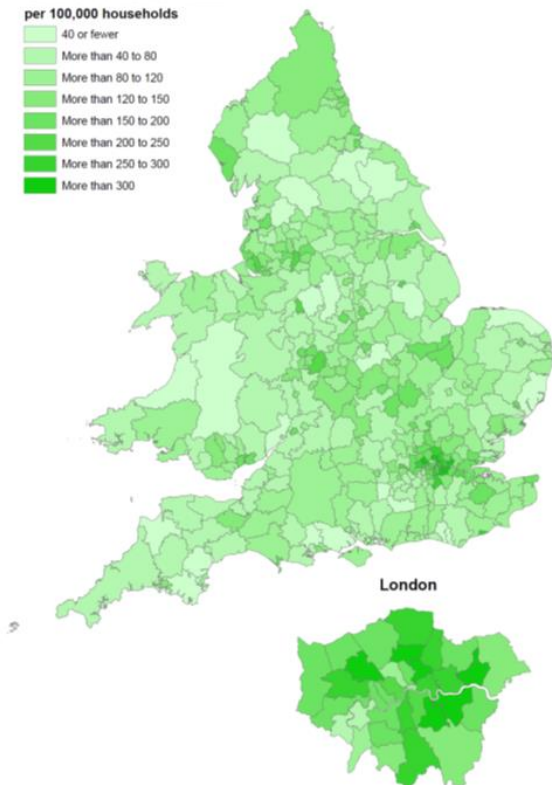 per 100,000 households
40 or fewer
More than 40 to 80
More than 80 to 120
More than 120 to 150
More than 150 to 200
More than 200 to 250
More than 250 to 300
More than 300
London